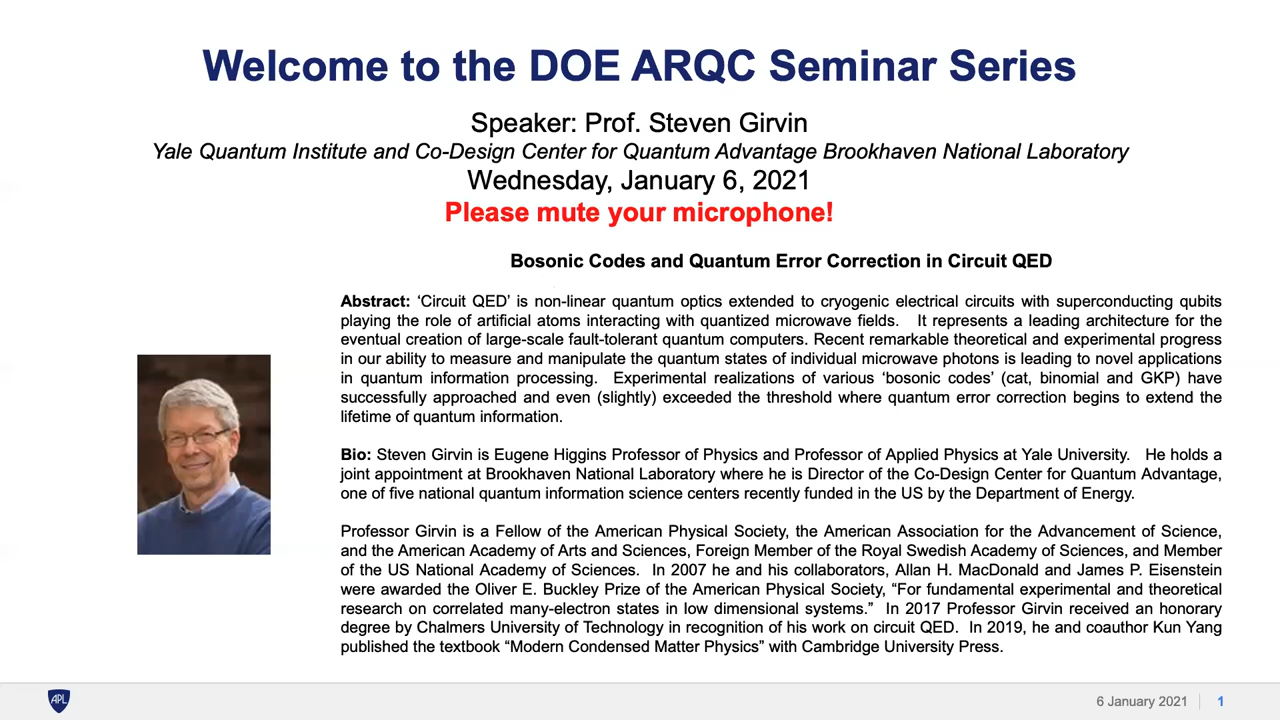 Welcome to the DOE ARQC Seminar Series
Speaker: Prof. Steven Girvin
Yale Quantum Institute and Co-Design Center for Quantum Advantage Brookhaven National Laboratory
Wednesday, January 6, 2021
Please mute your microphone!
Bosonic Codes and Quantum Error Correction in Circuit QED
Abstract: ‘Circuit QED’ is non-linear quantum optics extended to cryogenic electrical circuits with superconducting qubits
playing the role of artificial atoms interacting with quantized microwave fields. It represents a leading architecture for the
eventual creation of large-scale fault-tolerant quantum computers. Recent remarkable theoretical and experimental progress
in our ability to measure and manipulate the quantum states of individual microwave photons is leading to novel applications
in quantum information processing. Experimental realizations of various ‘bosonic codes’ (cat, binomial and GKP) have
successfully approached and even (slightly) exceeded the threshold where quantum error correction begins to extend the
lifetime of quantum information.
Bio: Steven Girvin is Eugene Higgins Professor of Physics and Professor of Applied Physics at Yale University. He holds a
joint appointment at Brookhaven National Laboratory where he is Director of the Co-Design Center for Quantum Advantage,
one of five national quantum information science centers recently funded in the US by the Department of Energy.
Professor Girvin is a Fellow of the American Physical Society, the American Association for the Advancement of Science,
and the American Academy of Arts and Sciences, Foreign Member of the Royal Swedish Academy of Sciences, and Member
of the US National Academy of Sciences. In 2007 he and his collaborators, Allan H. MacDonald and James P. Eisenstein
were awarded the Oliver E. Buckley Prize of the American Physical Society, “For fundamental experimental and theoretical
research on correlated many-electron states in low dimensional systems.” In 2017 Professor Girvin received an honorary
degree by Chalmers University of Technology in recognition of his work on circuit QED. In 2019, he and coauthor Kun Yang
published the textbook “Modern Condensed Matter Physics” with Cambridge University Press.
APL
6 January 2021
1